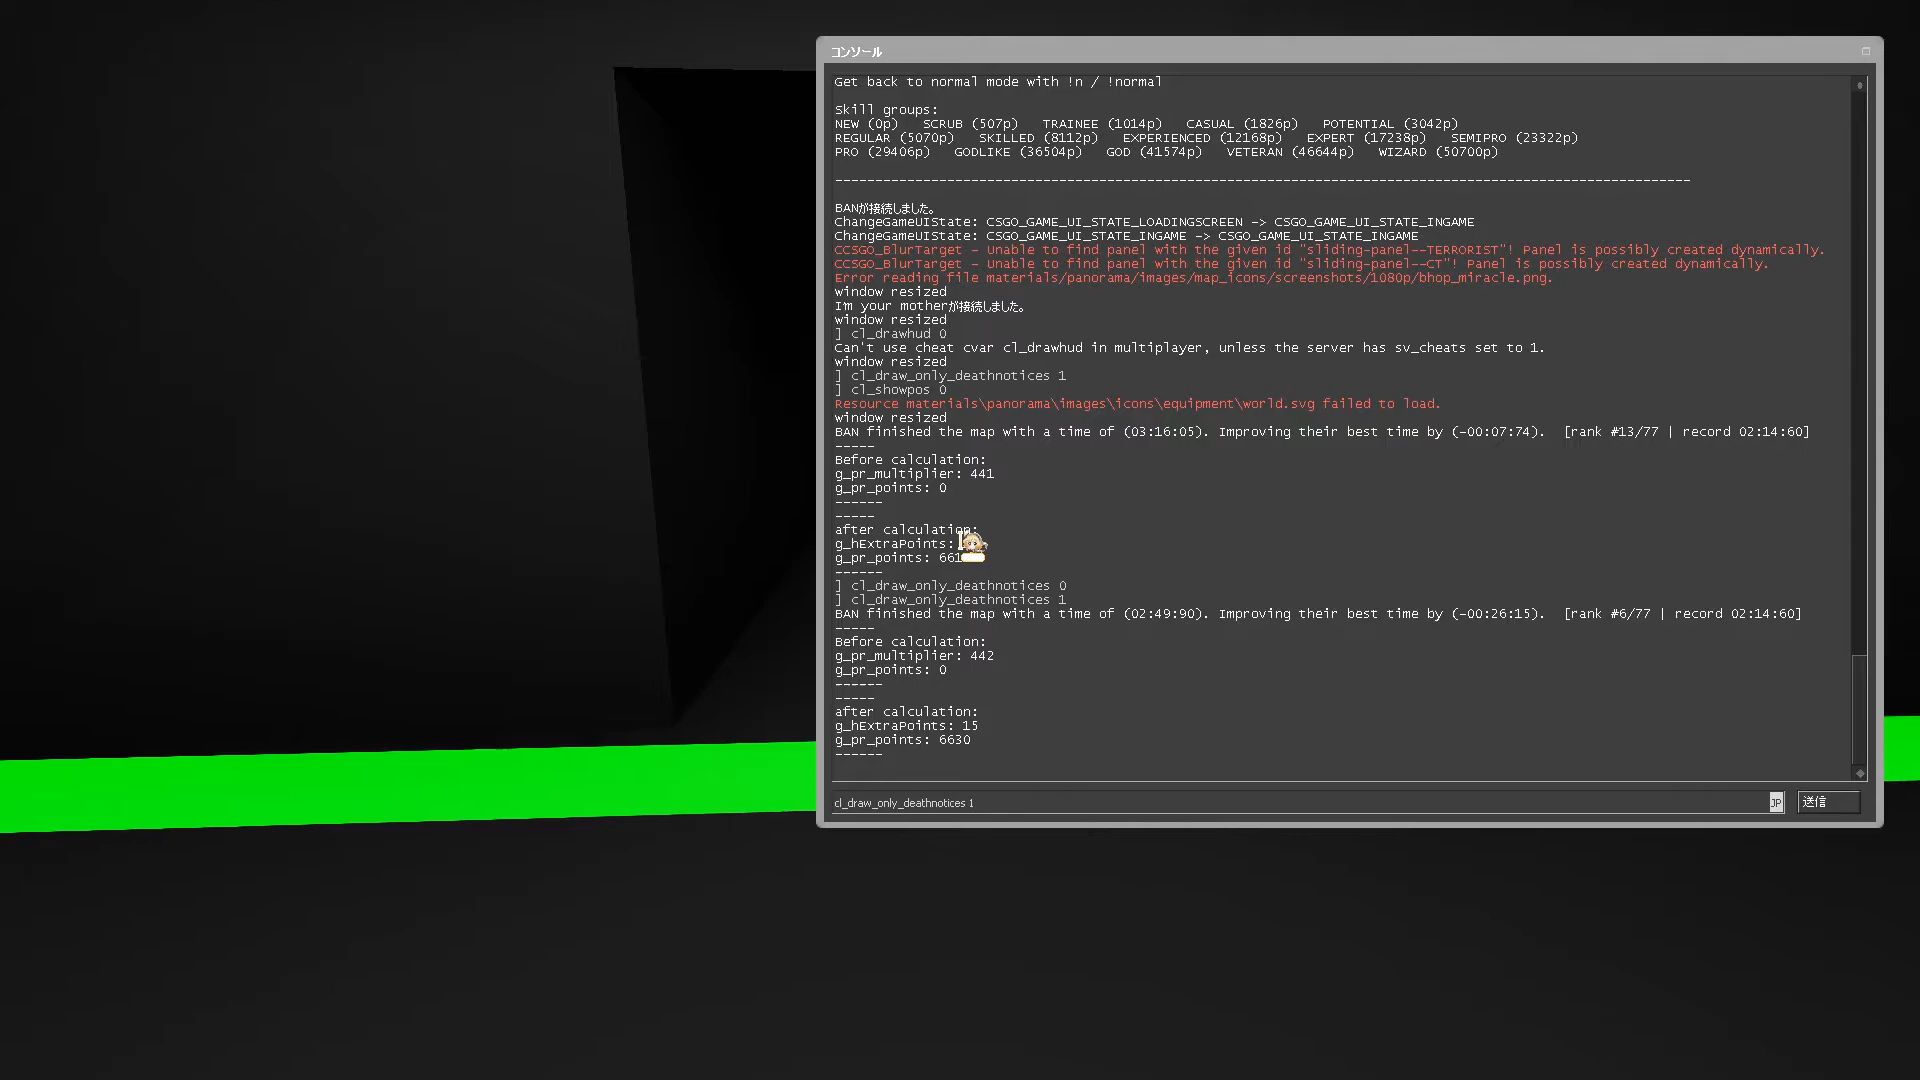 コンソール
Get back to normal mode with !n / !normal
Skill groups:
NEW (0p)   SCRUB (507p)   TRAINEE (1014p)   CASUAL (1826p)   POTENTIAL (3042p)
REGULAR (5070p)   SKILLED (8112p)   EXPERIENCED (12168p)   EXPERT (17238p)   SEMIPRO (23322p)
PRO (29406p)   GODLIKE (36504p)   GOD (41574p)   VETERAN (46644p)   WIZARD (50700p)
-----------------------------------------------------------------------------------------------------------
BANが接続しました。
ChangeGameUIState: CSGO_GAME_UI_STATE_LOADINGSCREEN -> CSGO_GAME_UI_STATE_INGAME
ChangeGameUIState: CSGO_GAME_UI_STATE_INGAME -> CSGO_GAME_UI_STATE_INGAME
CCSGO_BlurTarget - Unable to find panel with the given id "sliding-panel--TERRORIST"! Panel is possibly created dynamically.
CCSGO_BlurTarget - Unable to find panel with the given id "sliding-panel--CT"! Panel is possibly created dynamically.
Error reading file materials/panorama/images/map_icons/screenshots/1080p/bhop_miracle.png.
window resized
I'm your motherが接続しました。
window resized
] cl_drawhud 0
Can't use cheat cvar cl_drawhud in multiplayer, unless the server has sv_cheats set to 1.
window resized
] cl_draw_only_deathnotices 1
] cl_showpos 0
Resource materials\panorama\images\icons\equipment\world.svg failed to load.
window resized
BAN finished the map with a time of (03:16:05). Improving their best time by (-00:07:74).  [rank #13/77 | record 02:14:60]
-----
Before calculation:
g_pr_multiplier: 441
g_pr_points: 0
------
-----
after calculation:
g_hExtraPoints:
g_pr_points: 661
------
] cl_draw_only_deathnotices 0
] cl_draw_only_deathnotices 1
BAN finished the map with a time of (02:49:90). Improving their best time by (-00:26:15).  [rank #6/77 | record 02:14:60]
-----
Before calculation:
g_pr_multiplier: 442
g_pr_points: 0
------
-----
after calculation:
g_hExtraPoints: 15
g_pr_points: 6630
------
cl_draw_only_deathnotices 1
JP 送信